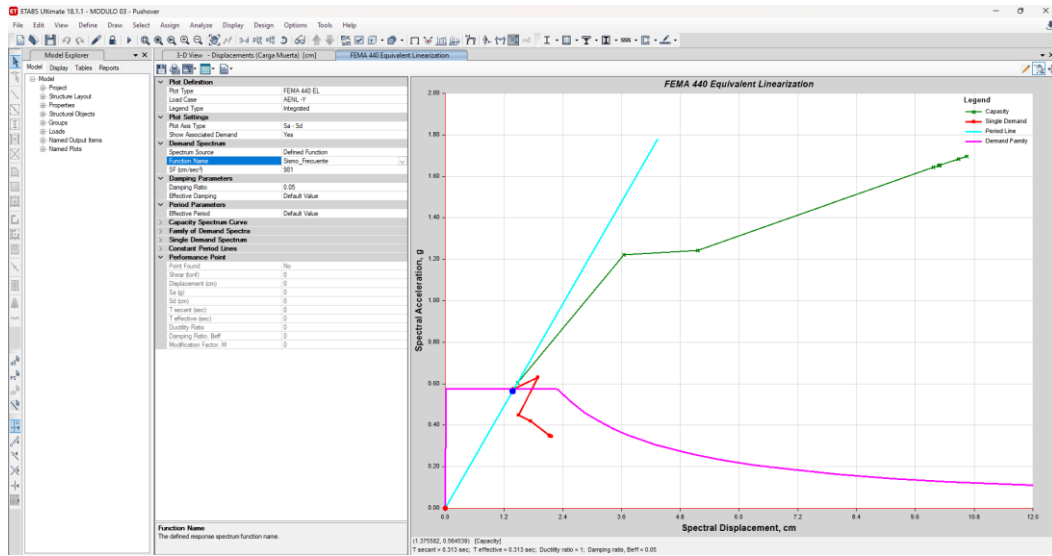 ETABS Ultimate 18.1.1 - MODULO 03 - Pushover
File Edit View Define Draw Select Assign Analyze Display Design Options Tools Help
Model Explorer
3-D View - Displacements (Carga Muerta) [cm]
FEMA 440 Equivalent Linearization
Model Display Tables Reports
Model
Project
Structure Layout
Properties
Structural Objects
Groups
Loads
Named Output Items
Named Plots
Plot Definition
Plot Type FEMA 440 EL
Load Case AENL -Y
Legend Type Integrated
Plot Settings
Plot Axis Type Sa - Sd
Show Associated Demand Yes
Demand Spectrum
Spectrum Source Defined Function
Function Name Sismo_Frecuente
SF (cm/sec²) 981
Damping Parameters
Damping Ratio 0.05
Effective Damping Default Value
Period Parameters
Effective Period Default Value
Capacity Spectrum Curve
Family of Demand Spectra
Single Demand Spectrum
Constant Period Lines
Performance Point
Point Found No
Shear (tonf) 0
Displacement (cm) 0
Sa (g) 0
Sd (cm) 0
T secant (sec) 0
T effective (sec) 0
Ductility Ratio 0
Damping Ratio, Beff 0
Modification Factor, M 0
Function Name
The defined response spectrum function name.
FEMA 440 Equivalent Linearization
Legend
Capacity
Single Demand
Period Line
Demand Family
Spectral Acceleration, g
2.00
1.80
1.60
1.40
1.20
1.00
0.80
0.60
0.40
0.20
0.00
0.0 1.2 2.4 3.6 4.8 6.0 7.2 8.4 9.6 10.8 12.0
Spectral Displacement, cm
(1.375582, 0.564539) [Capacity]
T secant = 0.313 sec; T effective = 0.313 sec; Ductility ratio = 1; Damping ratio, Beff = 0.05